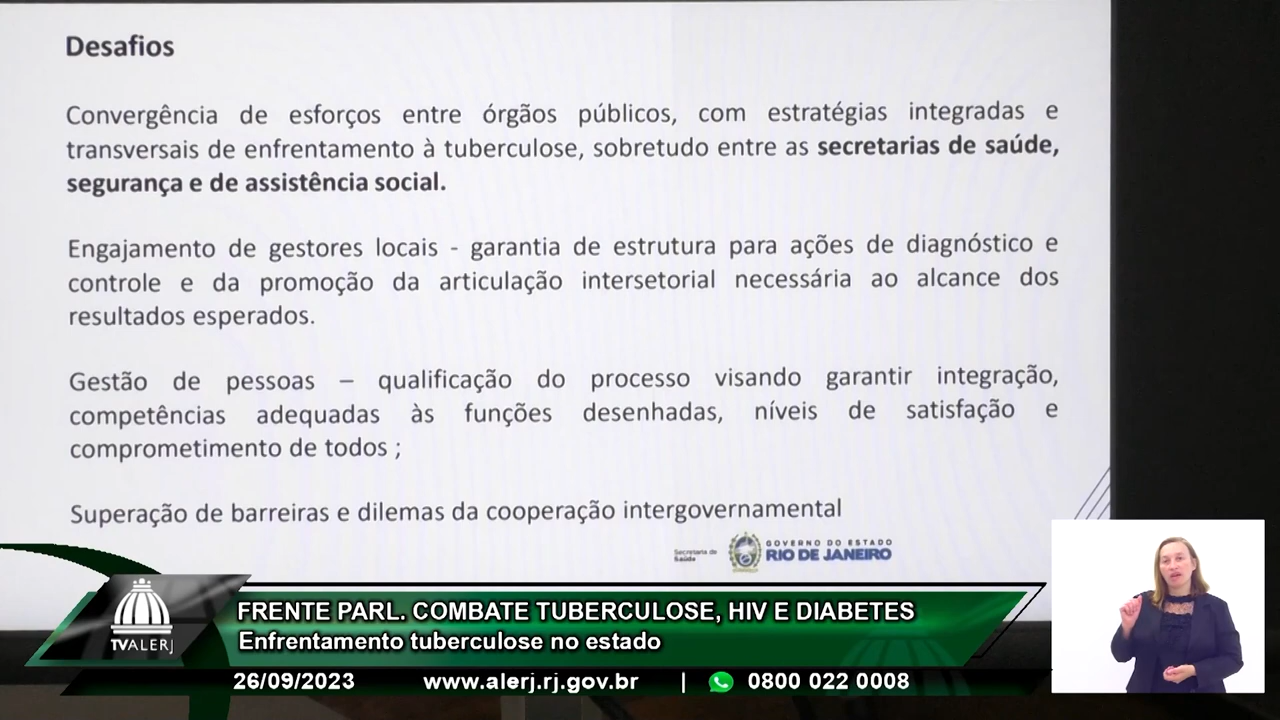 Desafios
Convergência de esforços entre órgãos públicos, com estratégias integradas e
transversais de enfrentamento à tuberculose, sobretudo entre as secretarias de saúde,
segurança e de assistência social.
Engajamento de gestores locais - garantia de estrutura para ações de diagnóstico e
controle e da promoção da articulação intersetorial necessária ao alcance dos
resultados esperados.
Gestão de pessoas – qualificação do processo visando garantir integração,
competências adequadas às funções desenhadas, níveis de satisfação e
comprometimento de todos ;
Superação de barreiras e dilemas da cooperação intergovernamental
Secretaria de
Saúde
GOVERNO DO ESTADO
RIO DE JANEIRO
FRENTE PARL. COMBATE TUBERCULOSE, HIV E DIABETES
Enfrentamento tuberculose no estado
TVALERJ
26/09/2023 www.alerj.rj.gov.br | 0800 022 0008